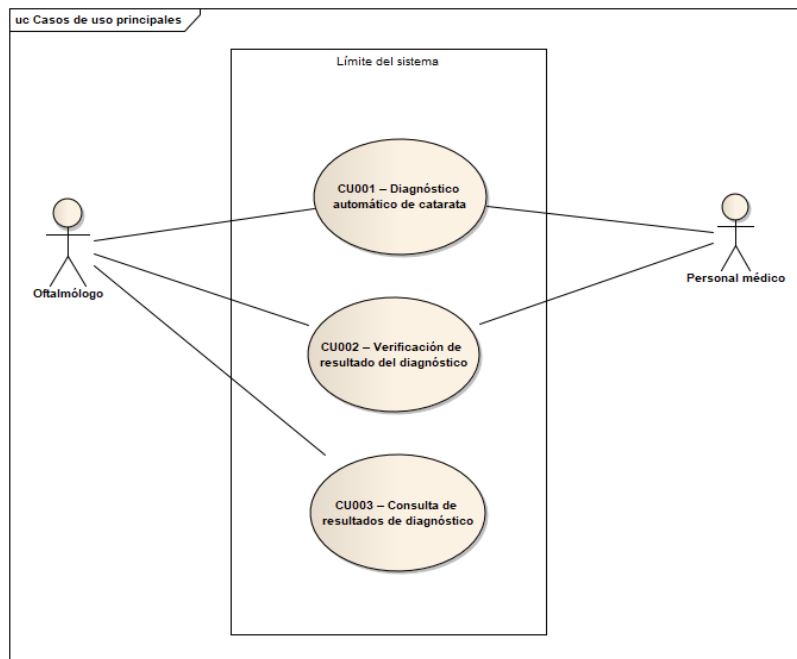 uc Casos de uso principales
Límite del sistema
CU001 – Diagnóstico
automático de catarata
Oftalmólogo
Personal médico
CU002 – Verificación de
resultado del diagnóstico
CU003 – Consulta de
resultados de diagnóstico